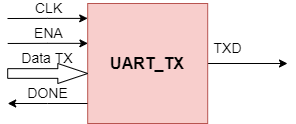 CLK
ENA
Data TX
DONE
UART_TX
TXD